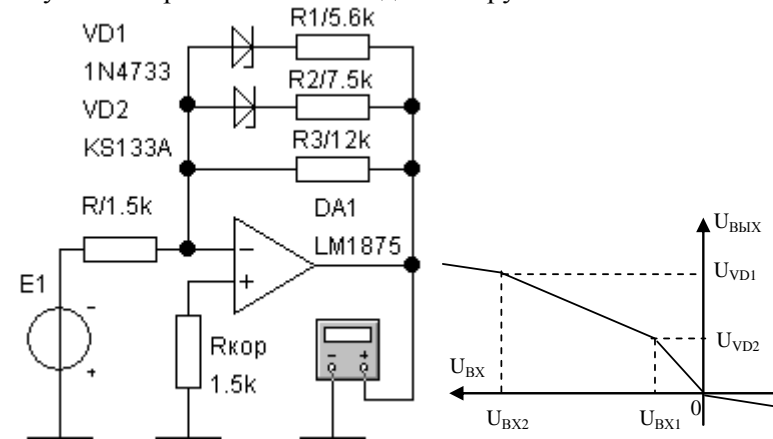 R1/5.6k
VD1
1N4733
R2/7.5k
VD2
KS133A
R3/12k
R/1.5k
DA1
LM1875
E1
Rкор
1.5k
UВЫХ
UVD1
UVD2
UВХ
0
UВХ2
UВХ1